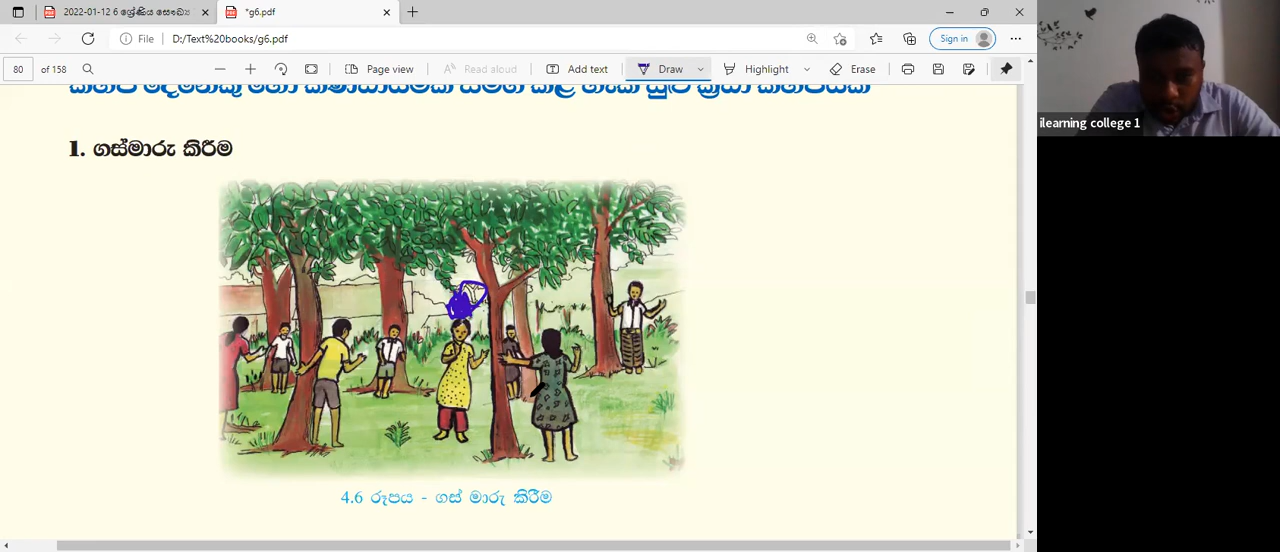 2022-01-12 6 ශ්‍රේණිය සෞඛ්‍ය
*g6.pdf
File D:/Text%20books/g6.pdf
Sign in
80 of 158
Page view
Read aloud
Add text
Draw
Highlight
Erase
ilearning college 1
1. ගස්මාරු කිරීම
4.6 රූපය - ගස් මාරු කිරීම